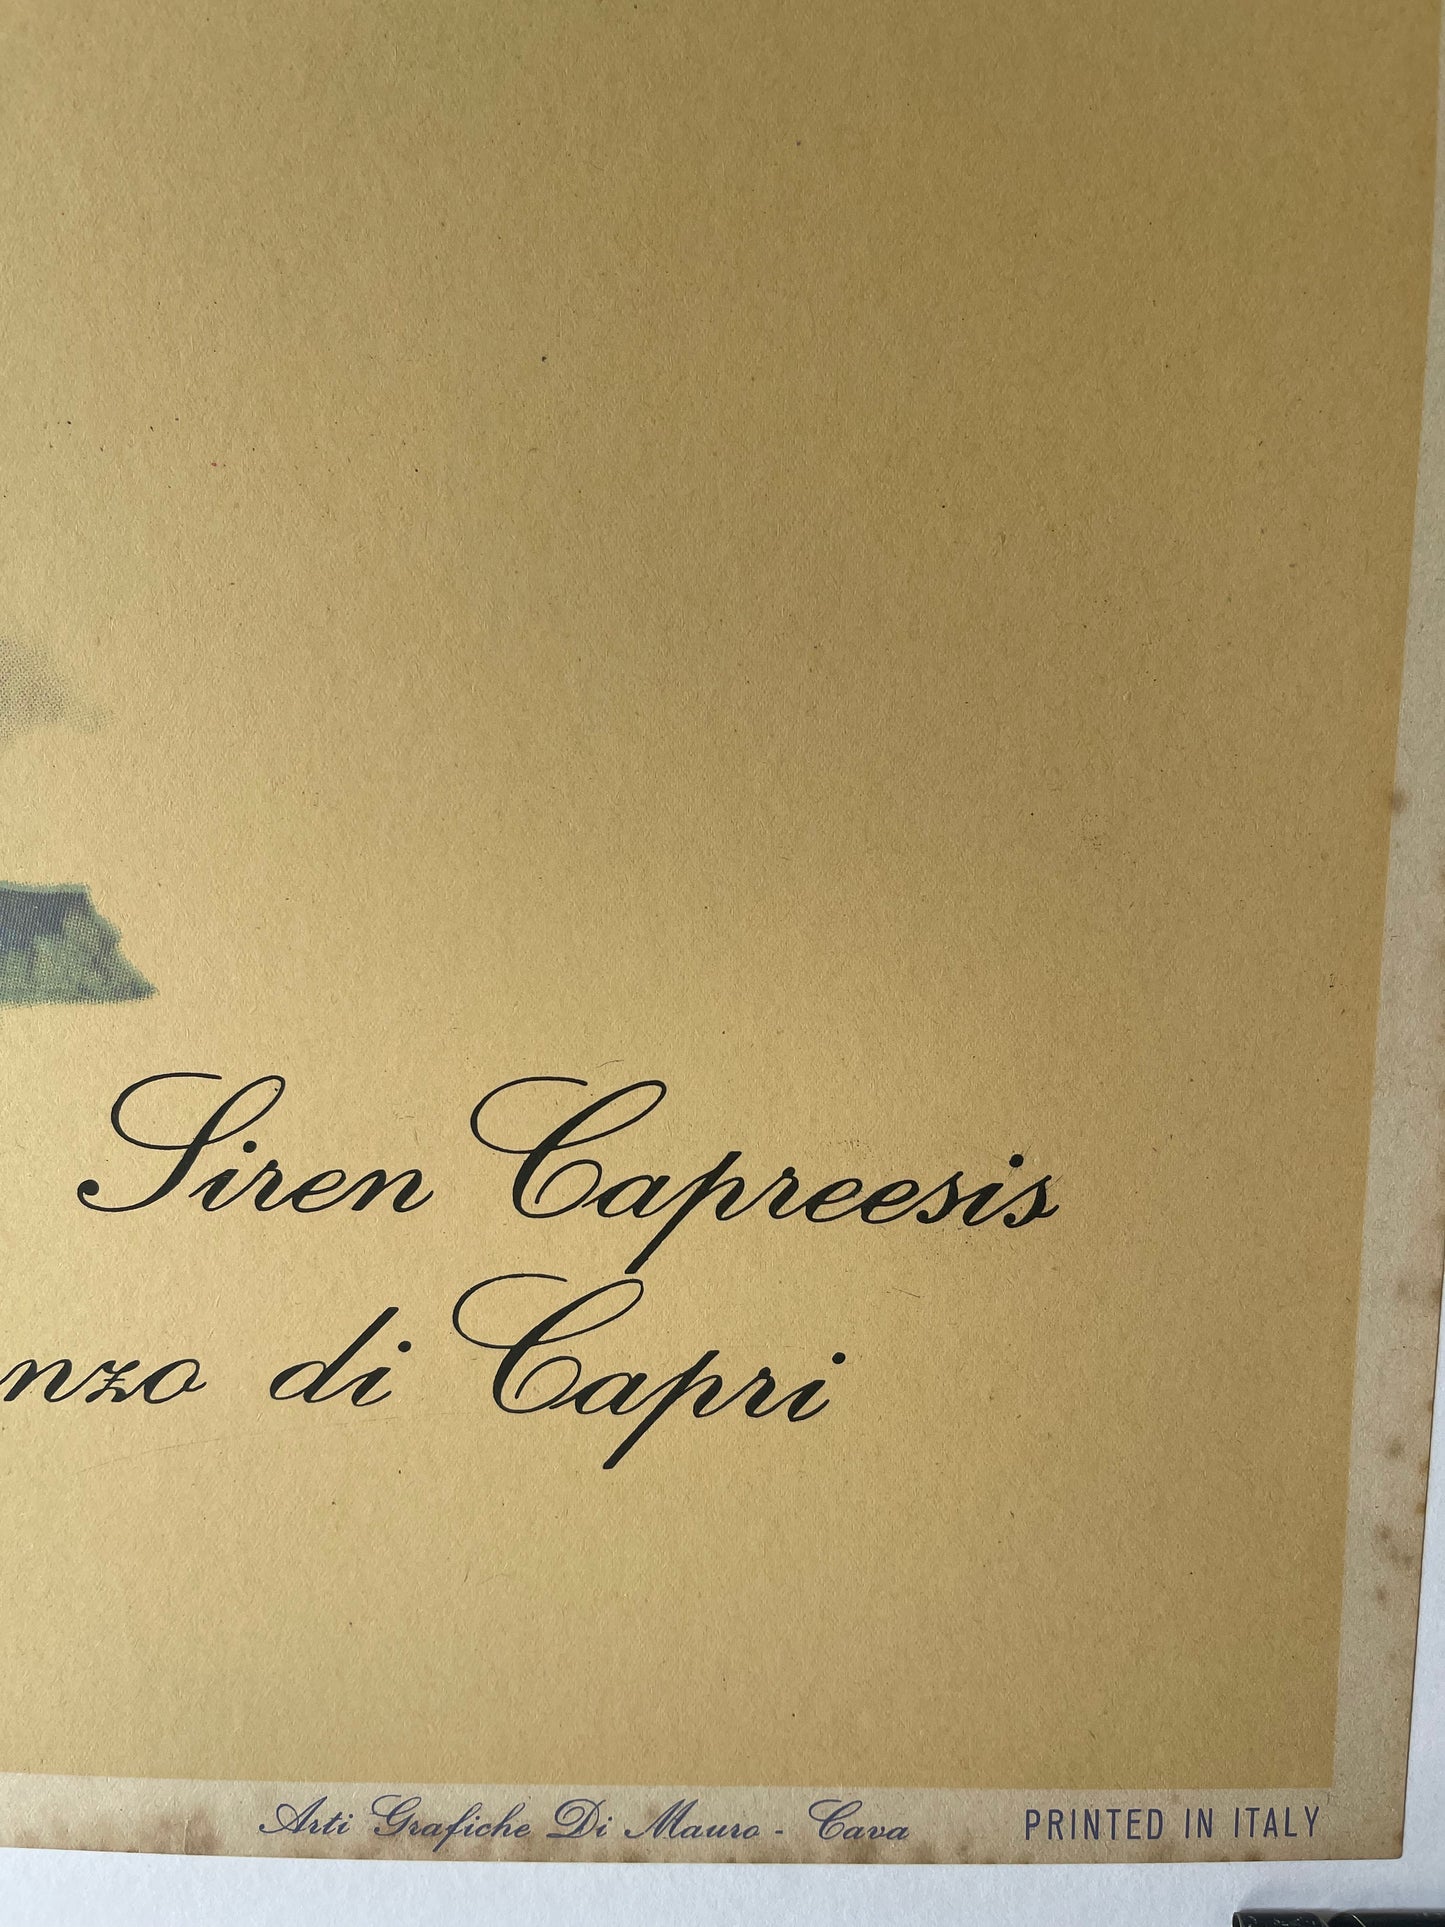 Siren Capreesis
nzo di Capri
Arti Grafiche Di Mauro - Cava PRINTED IN ITALY